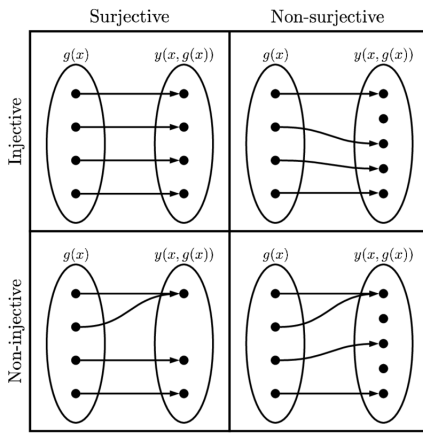 Surjective Non-surjective
g(x) y(x, g(x)) g(x) y(x, g(x))
Injective
g(x) y(x, g(x)) g(x) y(x, g(x))
Non-injective